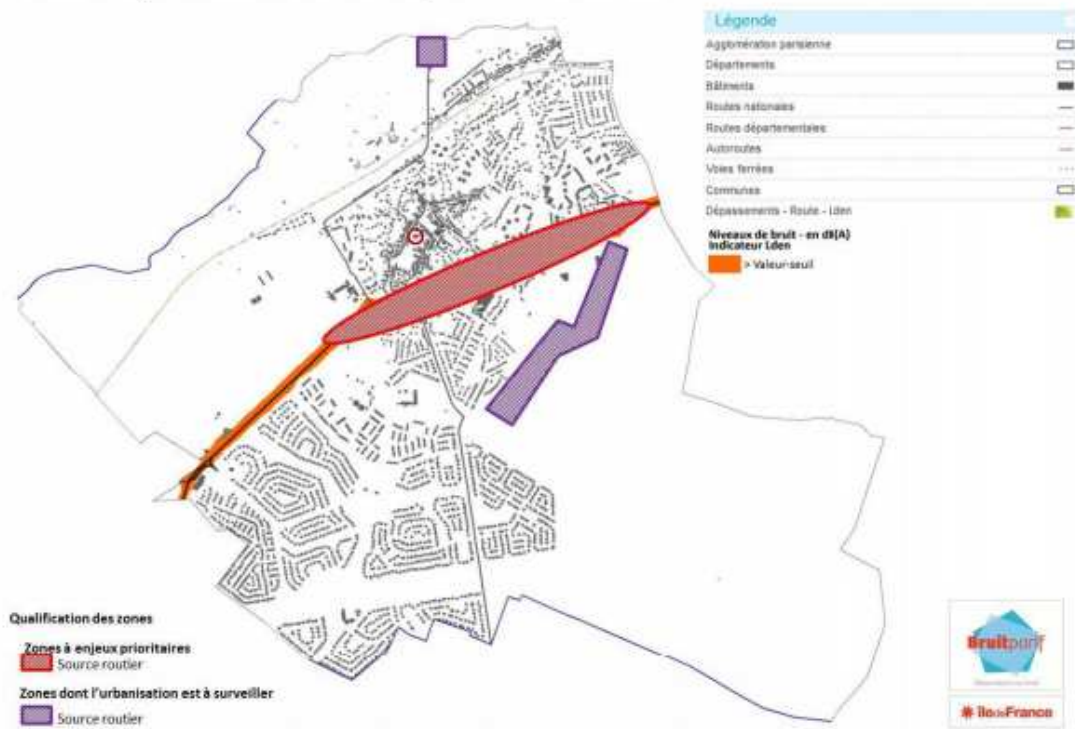 Légende
Agglomération parisienne
Départements
Bâtiments
Routes nationales
Routes départementales
Autoroutes
Voies ferrées
Communes
Dépassements - Route - Lden
Niveaux de bruit - en dB(A)
Indicateur Lden
> Valeur-seuil
Qualification des zones
Zones à enjeux prioritaires
Source routier
Zones dont l'urbanisation est à surveiller
Source routier
Bruitparif
îledeFrance